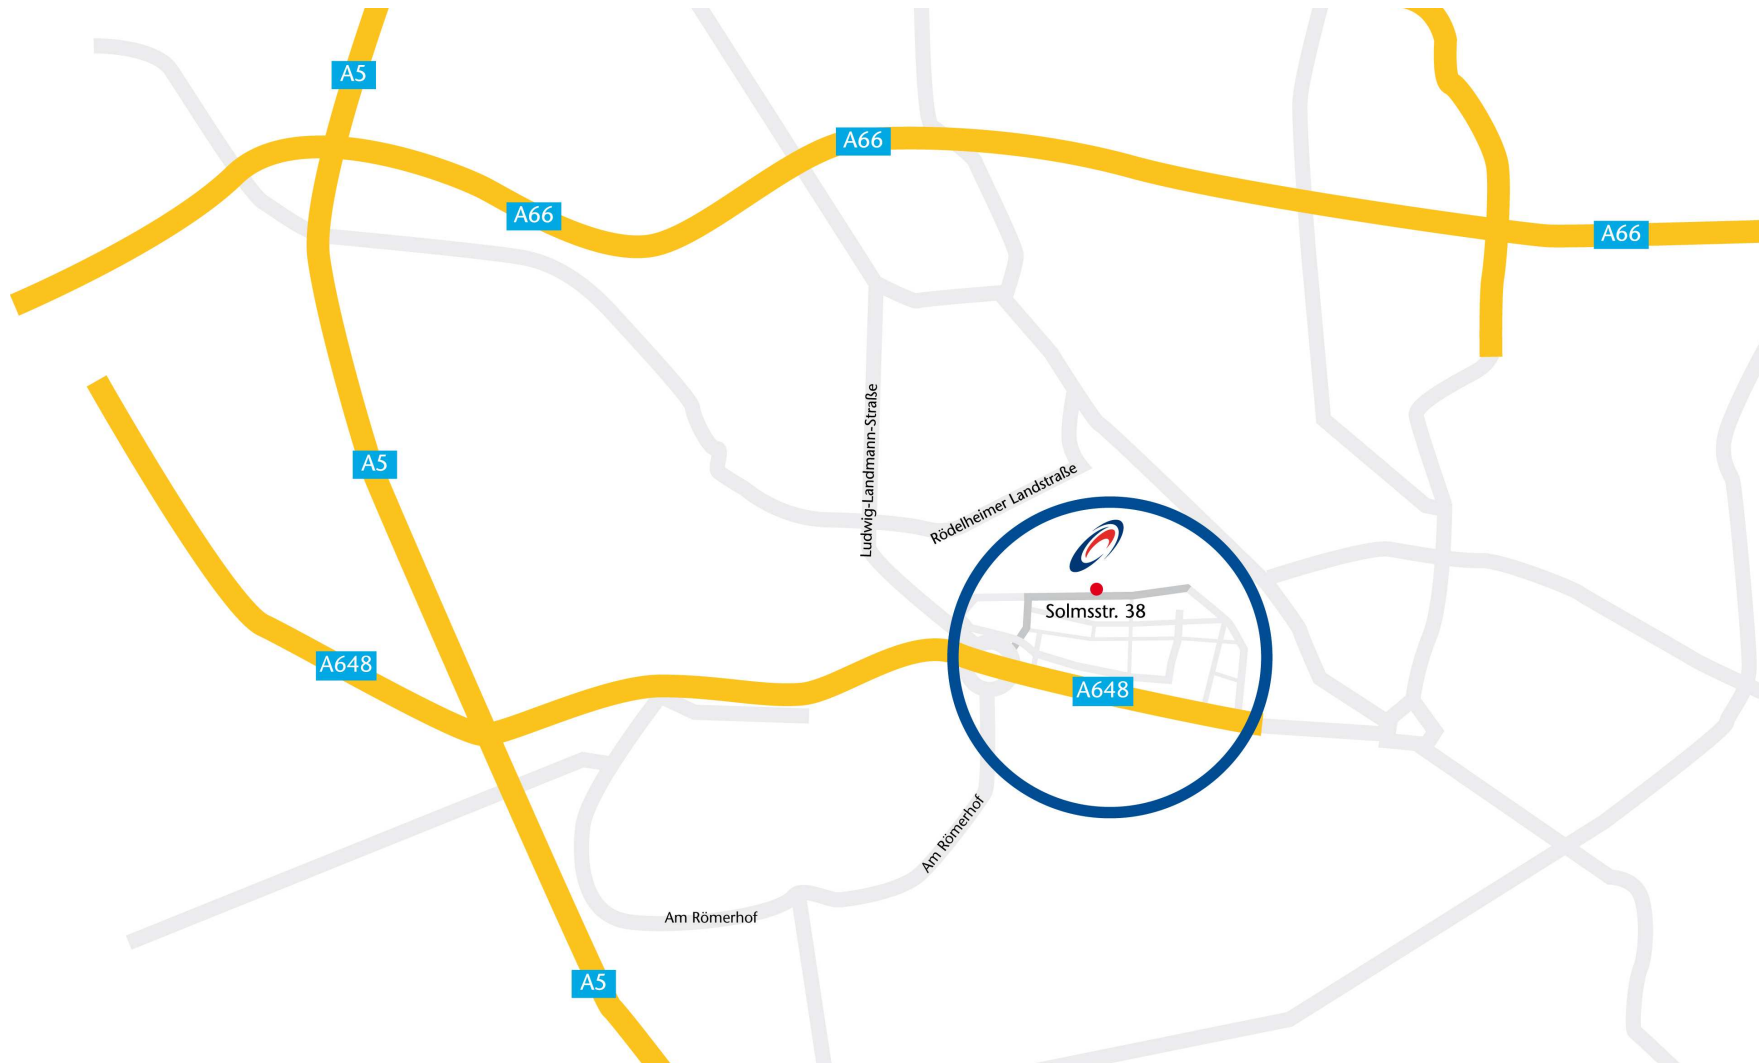 A5
A66
A66
A66
Ludwig-Landmann-Straße
A5
Rödelheimer Landstraße
Solmsstr. 38
A648
A648
Am Römerhof
Am Römerhof
A5